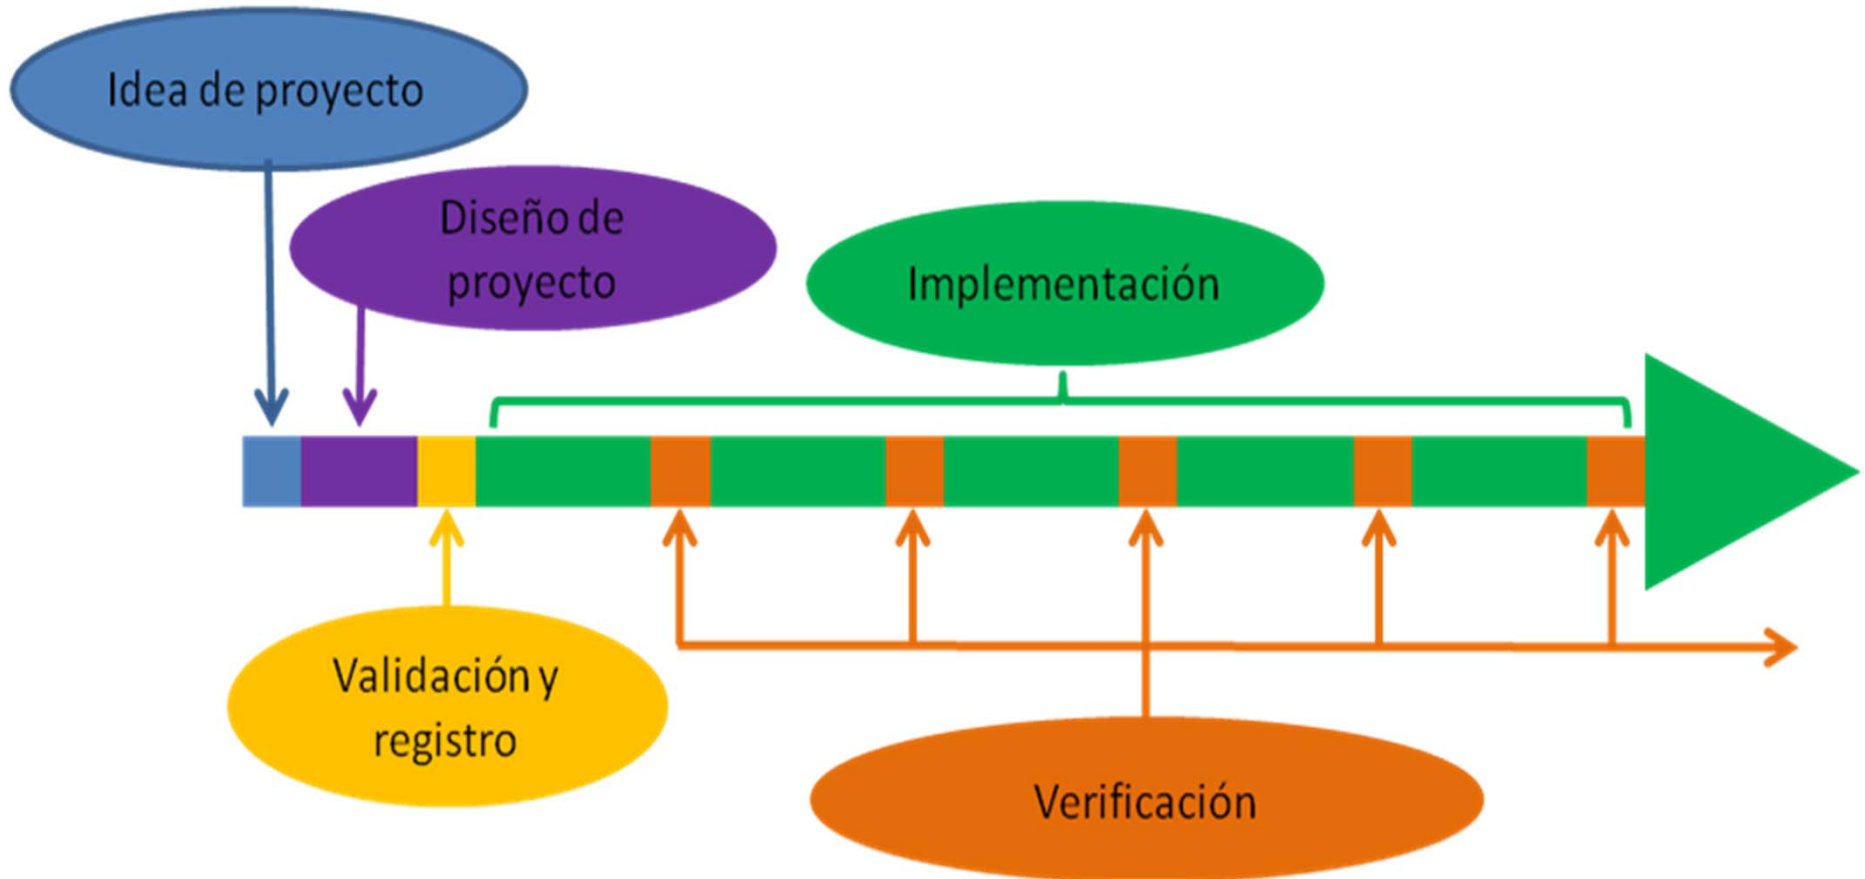 Idea de proyecto
Diseño de
proyecto
Implementación
Validación y
registro
Verificación